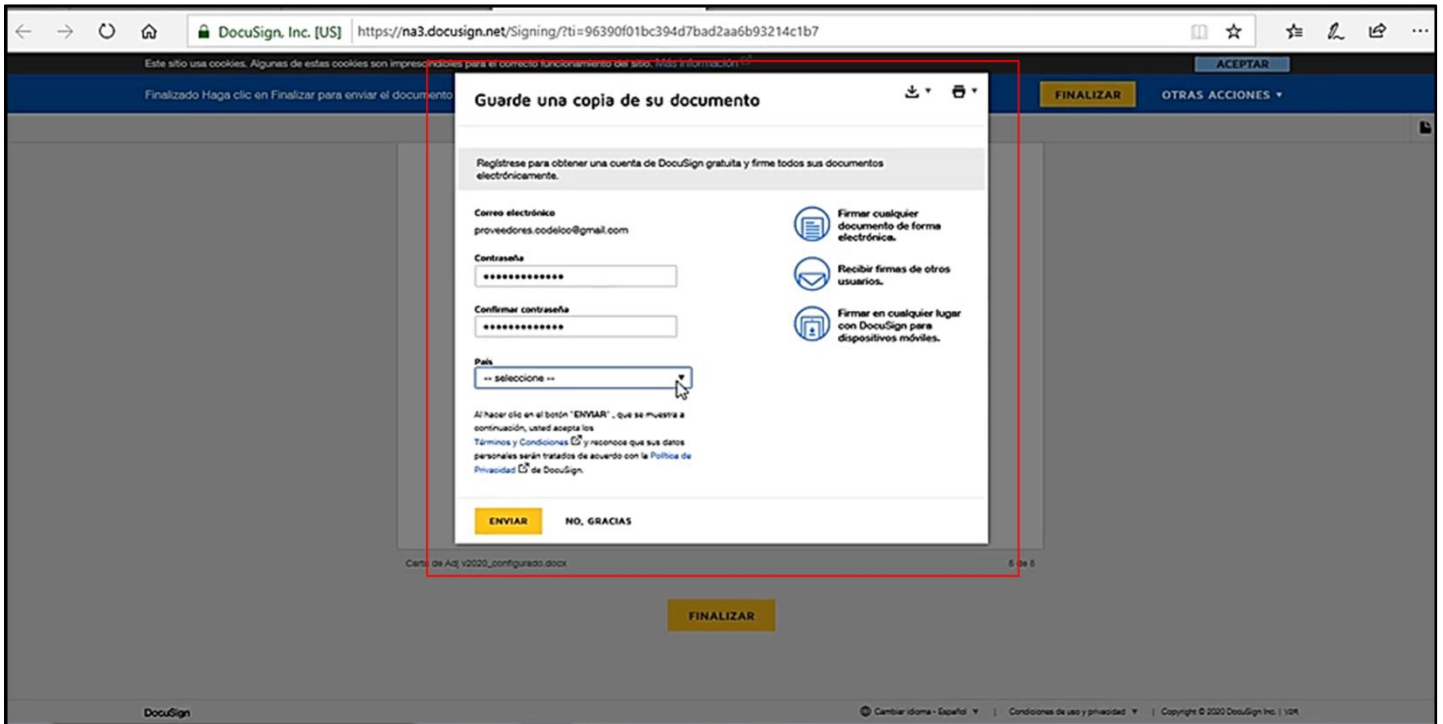 DocuSign, Inc. [US] https://na3.docusign.net/Signing/?ti=96390f01bc394d7bad2aa6b93214c1b7
Este sitio usa cookies. Algunas de estas cookies son imprescindibles para el correcto funcionamiento del sitio. Más información
ACEPTAR
Finalizado Haga clic en Finalizar para enviar el documento
FINALIZAR OTRAS ACCIONES
Guarde una copia de su documento
Regístrese para obtener una cuenta de DocuSign gratuita y firme todos sus documentos
electrónicamente.
Correo electrónico
proveedores.codelco@gmail.com
Contraseña
Confirmar contraseña
País
-- seleccione --
Al hacer clic en el botón "ENVIAR" , que se muestra a
continuación, usted acepta los
Términos y Condiciones y reconoce que sus datos
personales serán tratados de acuerdo con la Política de
Privacidad de DocuSign.
Firmar cualquier
documento de forma
electrónica.
Recibir firmas de otros
usuarios.
Firmar en cualquier lugar
con DocuSign para
dispositivos móviles.
ENVIAR NO, GRACIAS
Carta de Adj v2020_configurado.docx 5 de 5
FINALIZAR
DocuSign Cambiar idioma - Español | Condiciones de uso y privacidad | Copyright © 2020 DocuSign Inc. | V2R